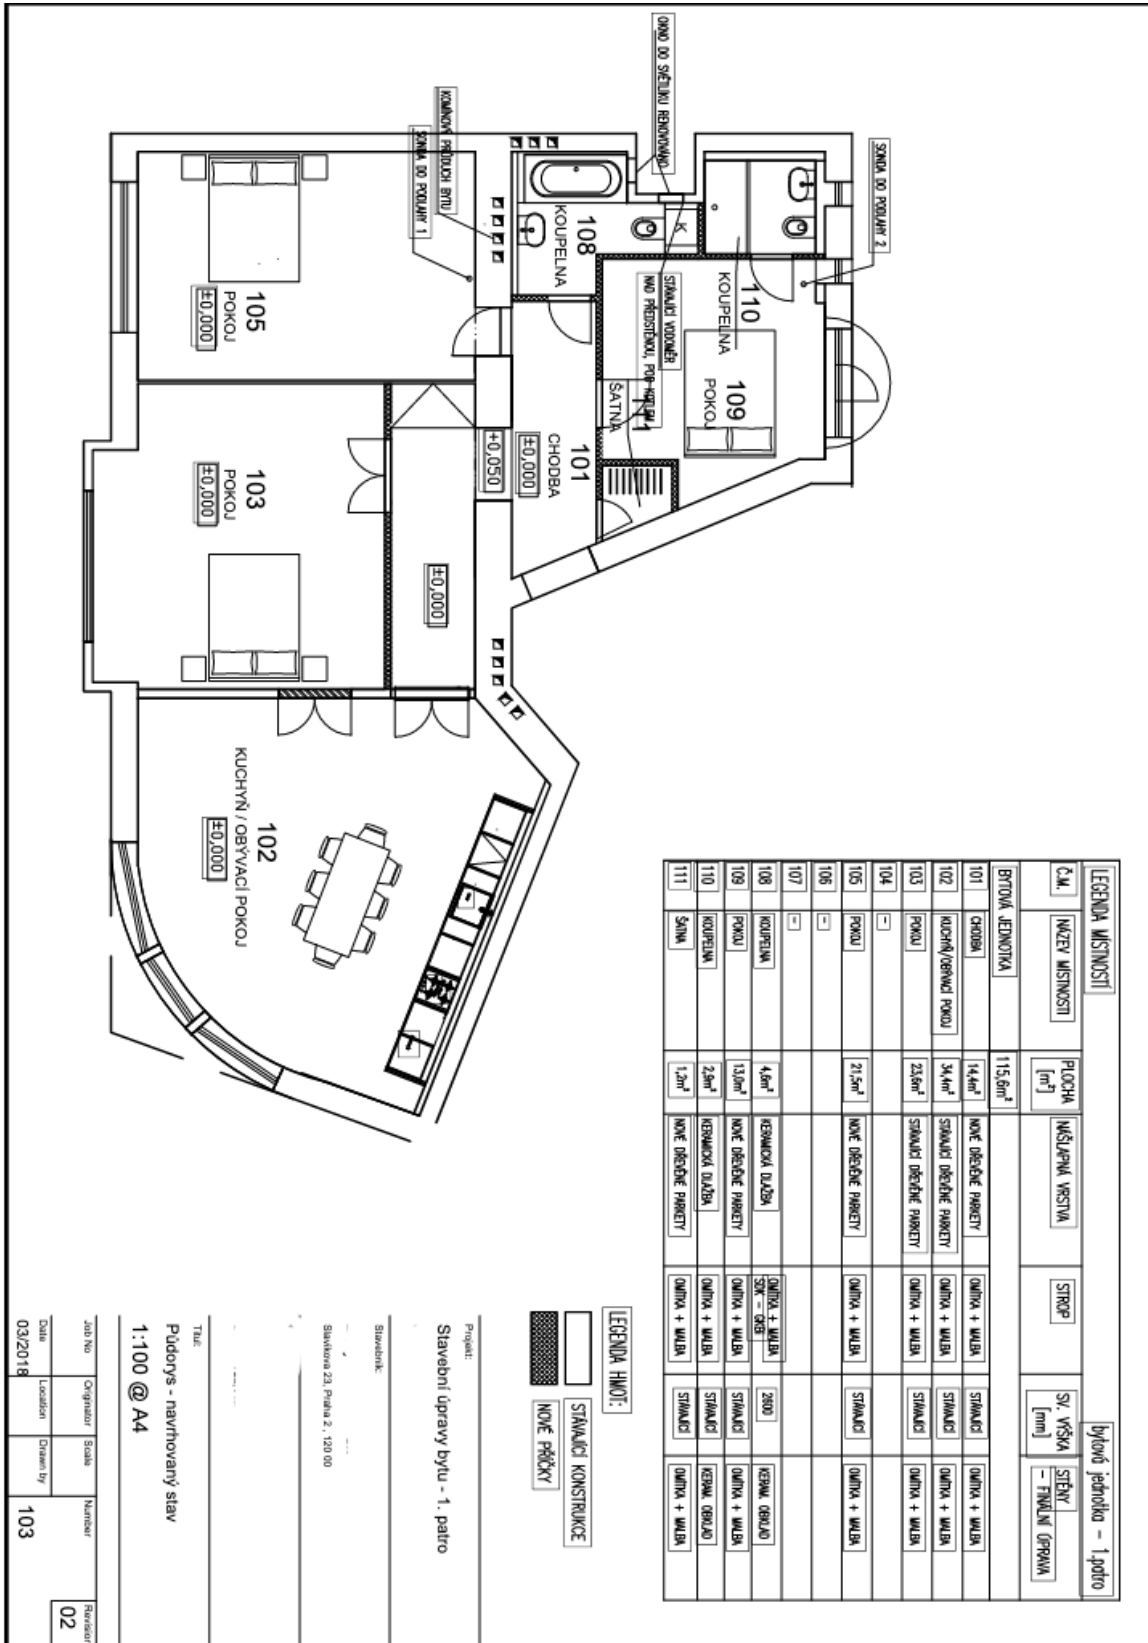 OKNO DO SVĚTLÍKU RENOVOVÁNO
SONDA DO PODLAHY 2
KOMÍNOVÝ PRŮDUCH BYTU
SONDA DO PODLAHY 1
STÁVAJÍCÍ VODOMĚR
NAD PŘEDSTĚNOU, POD KOTLEM
K
108
KOUPELNA
110
KOUPELNA
109
POKOJ
ŠATNA
101
CHODBA
±0,000
+0,050
105
POKOJ
±0,000
103
POKOJ
±0,000
±0,000
102
KUCHYŇ / OBÝVACÍ POKOJ
±0,000
LEGENDA MÍSTNOSTÍ
bytová jednotka – 1.patro
Č.M. NÁZEV MÍSTNOSTI PLOCHA [m²] NÁŠLAPNÁ VRSTVA STROP SV. VÝŠKA [mm] STĚNY – FINÁLNÍ ÚPRAVA
BYTOVÁ JEDNOTKA 115,6m²
101 CHODBA 14,4m² NOVÉ DŘEVĚNÉ PARKETY OMÍTKA + MALBA STÁVAJÍCÍ OMÍTKA + MALBA
102 KUCHYŇ/OBÝVACÍ POKOJ 34,4m² STÁVAJÍCÍ DŘEVĚNÉ PARKETY OMÍTKA + MALBA STÁVAJÍCÍ OMÍTKA + MALBA
103 POKOJ 23,6m² STÁVAJÍCÍ DŘEVĚNÉ PARKETY OMÍTKA + MALBA STÁVAJÍCÍ OMÍTKA + MALBA
104 –
105 POKOJ 21,5m² NOVÉ DŘEVĚNÉ PARKETY OMÍTKA + MALBA STÁVAJÍCÍ OMÍTKA + MALBA
106 –
107 –
108 KOUPELNA 4,6m² KERAMICKÁ DLAŽBA OMÍTKA + MALBA SDK – GKBi 2600 KERAM. OBKLAD
109 POKOJ 13,0m² NOVÉ DŘEVĚNÉ PARKETY OMÍTKA + MALBA STÁVAJÍCÍ OMÍTKA + MALBA
110 KOUPELNA 2,9m² KERAMICKÁ DLAŽBA OMÍTKA + MALBA STÁVAJÍCÍ KERAM. OBKLAD
111 ŠATNA 1,2m² NOVÉ DŘEVĚNÉ PARKETY OMÍTKA + MALBA STÁVAJÍCÍ OMÍTKA + MALBA
LEGENDA HMOT:
STÁVAJÍCÍ KONSTRUKCE
NOVÉ PŘÍČKY
Projekt:
Stavební úpravy bytu - 1. patro
Stavebník:
Slavíkova 23, Praha 2, 120 00
Titul:
Půdorys - navrhovaný stav
1:100 @ A4
Job No Originator Scale Number Revision
02
Date Location Drawn by
03/2018
103